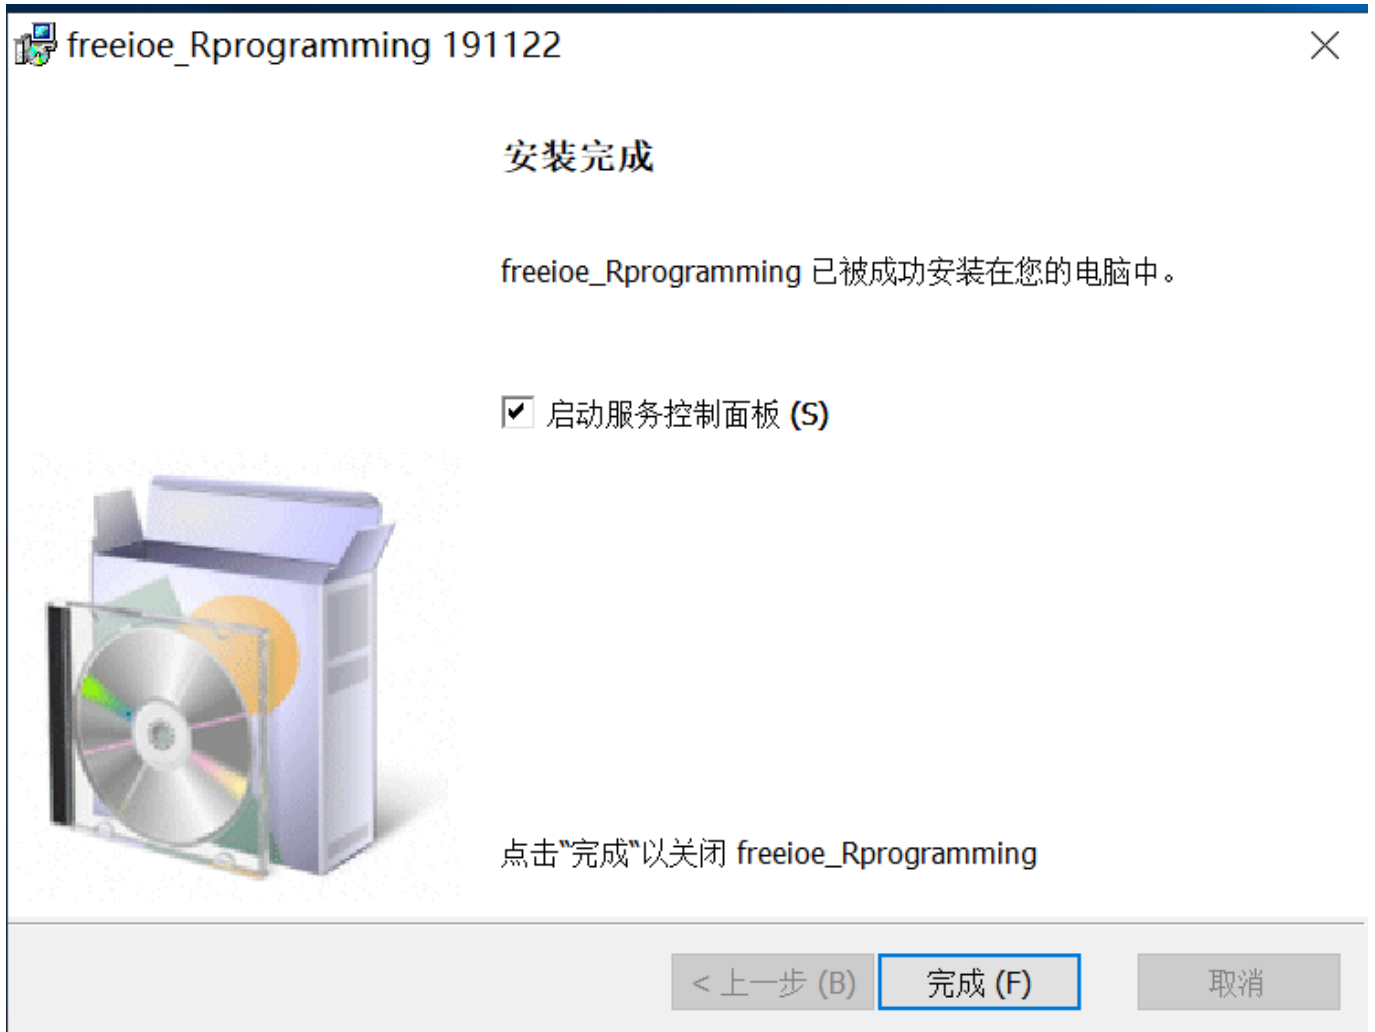 freeioe_Rprogramming 191122
安装完成
freeioe_Rprogramming 已被成功安装在您的电脑中。
启动服务控制面板 (S)
点击"完成"以关闭 freeioe_Rprogramming
< 上一步 (B) 完成 (F) 取消